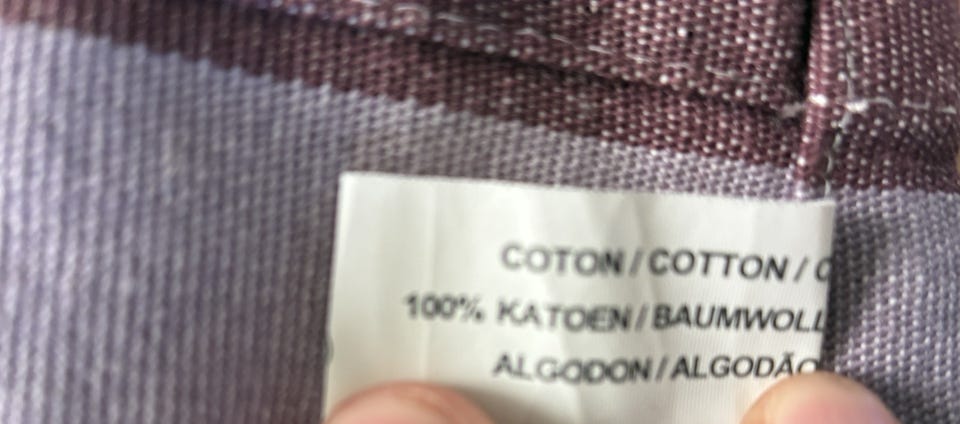 COTON / COTTON / C
100% KATOEN / BAUMWOLL
ALGODON / ALGODÃO